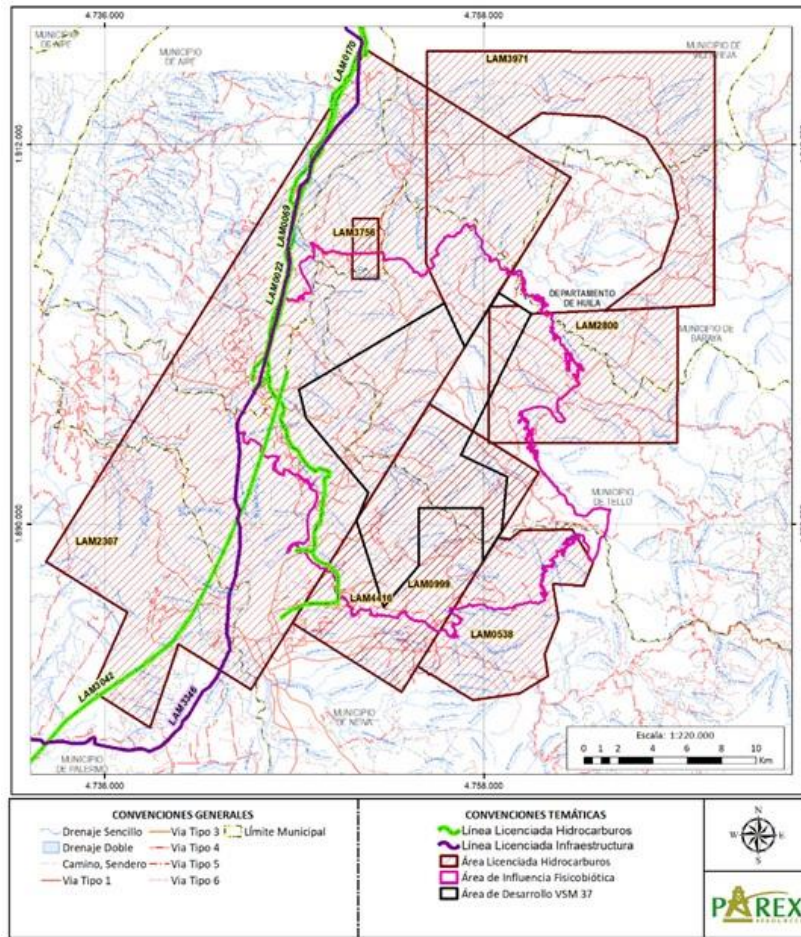 4.736.000
4.758.000
MUNICIPIO
DE AIPE
MUNICIPIO
DE AIPE
LAM0170
LAM3971
MUNICIPIO DE
VILLAVIEJA
1.912.000
LAM0069
LAM3756
LAM0022
DEPARTAMENTO
DE HUILA
LAM2800
MUNICIPIO DE
BARAYA
MUNICIPIO
DE TELLO
1.890.000
LAM2307
LAM0999
LAM4416
LAM0538
LAM3042
LAM3346
MUNICIPIO
DE NEIVA
MUNICIPIO
DE PALERMO
Escala: 1:220.000
0 1 2 4 6 8 10
Km
4.736.000
4.758.000
CONVENCIONES GENERALES
Drenaje Sencillo
Via Tipo 3
Límite Municipal
Drenaje Doble
Via Tipo 4
Camino, Sendero
Via Tipo 5
Via Tipo 1
Via Tipo 6
CONVENCIONES TEMÁTICAS
Línea Licenciada Hidrocarburos
Línea Licenciada Infraestructura
Área Licenciada Hidrocarburos
Área de Influencia Fisicobiótica
Área de Desarrollo VSM 37
N
W E
S
PAREX
RESOURCES